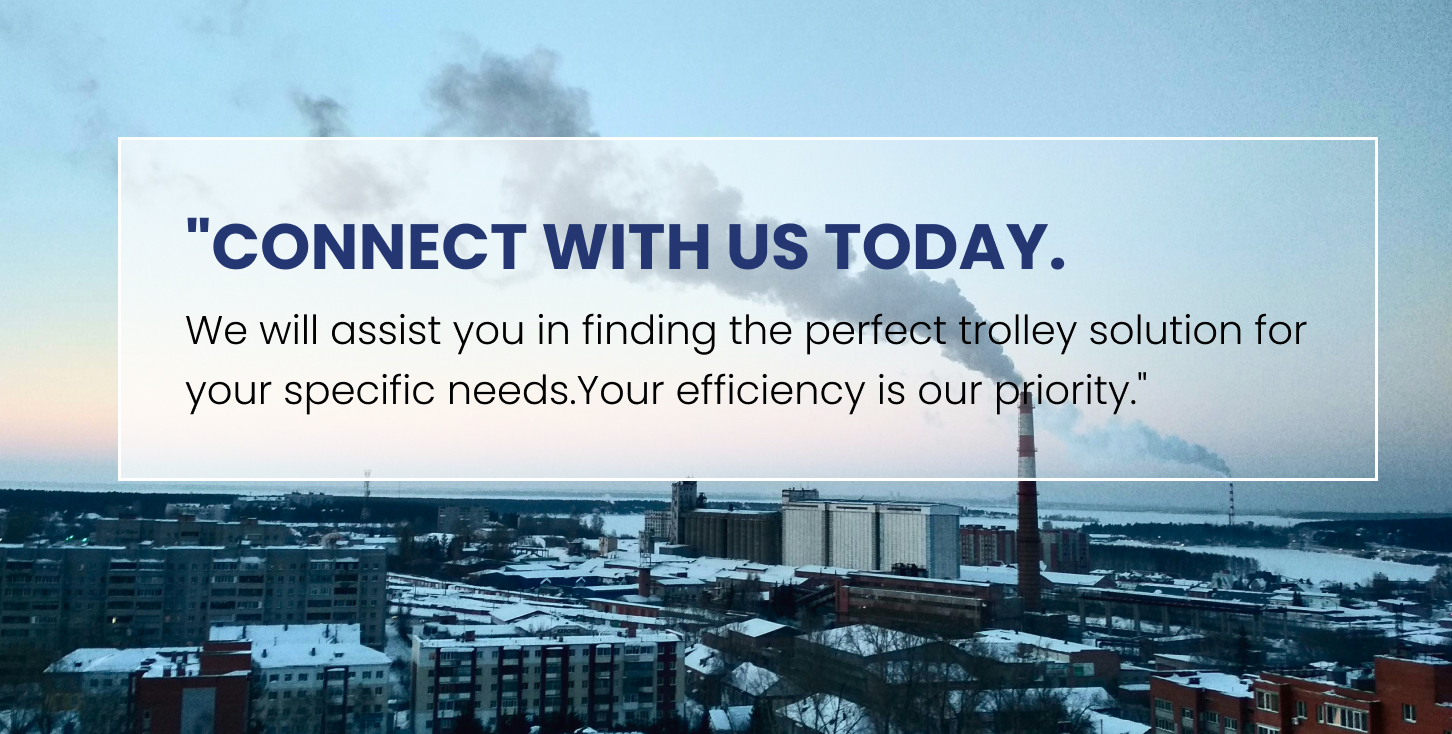 "CONNECT WITH US TODAY.
We will assist you in finding the perfect trolley solution for
your specific needs.Your efficiency is our priority."